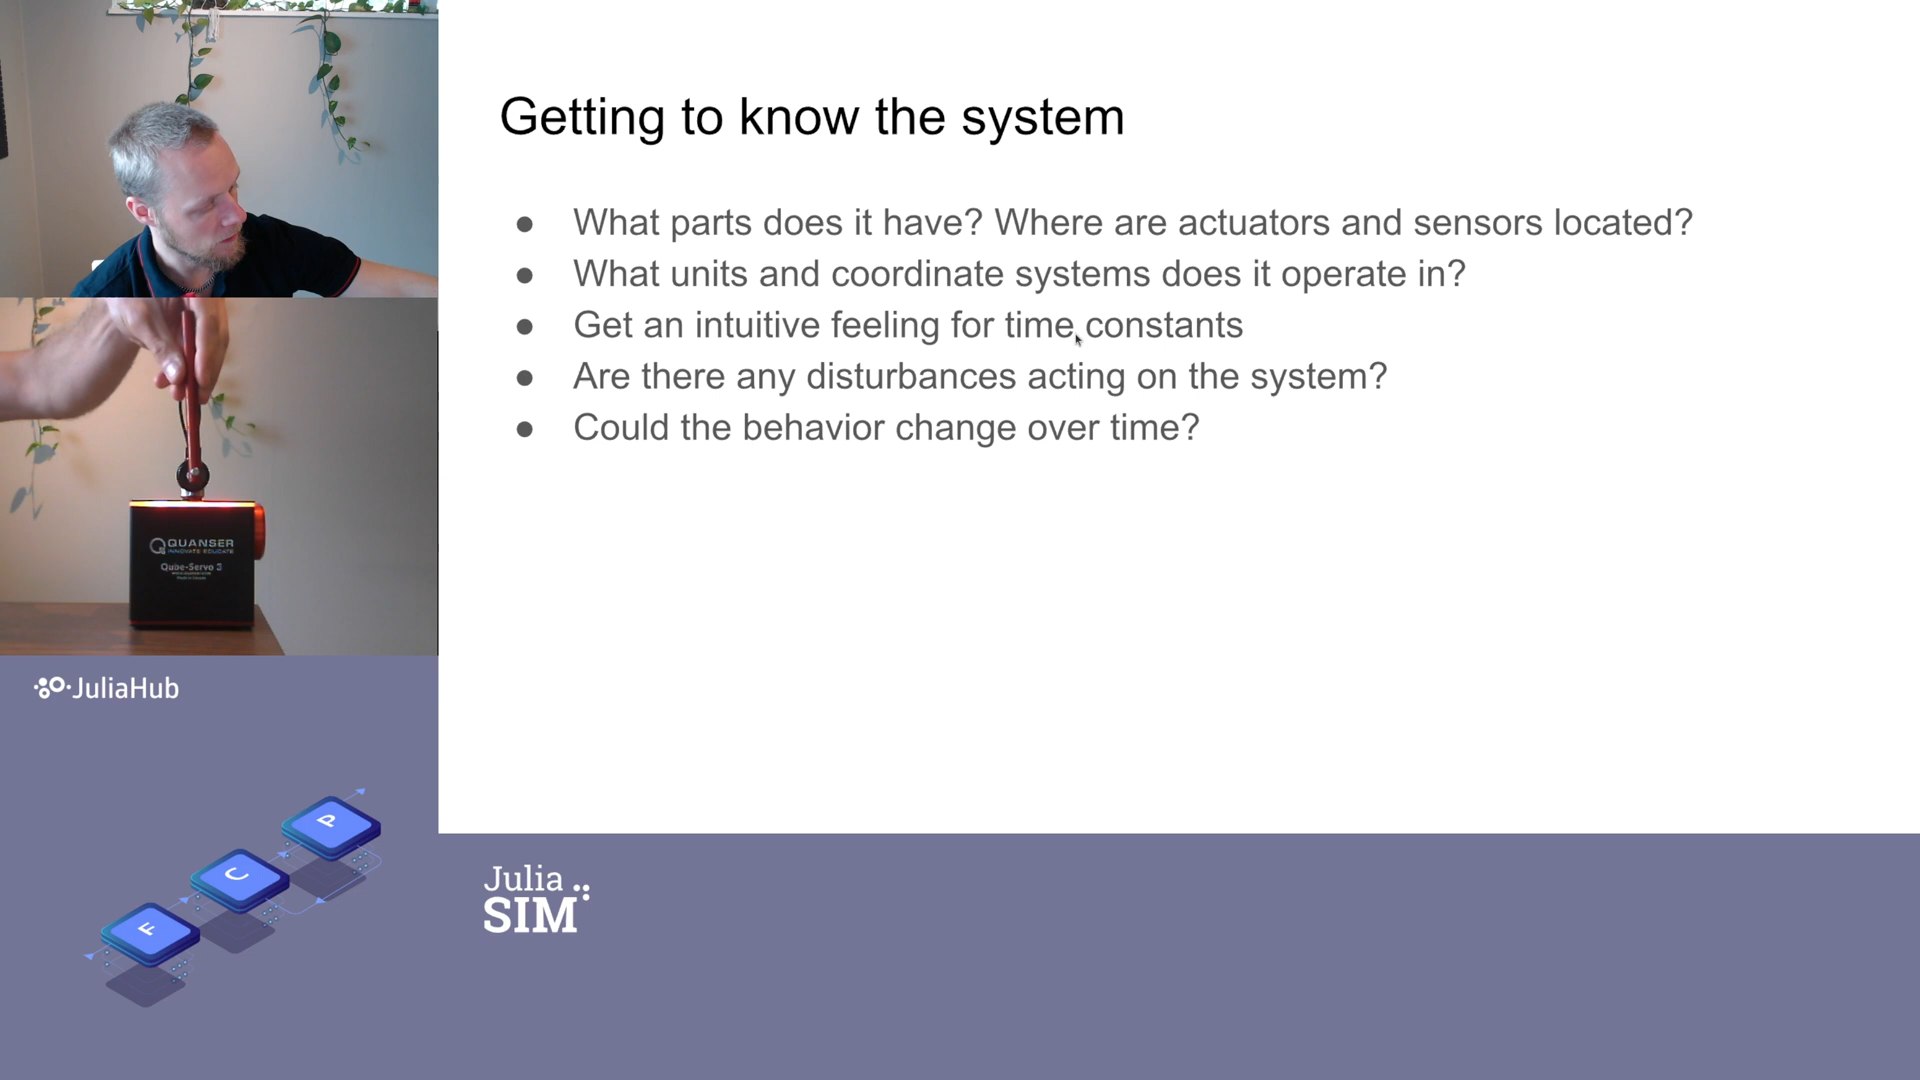 Getting to know the system
● What parts does it have? Where are actuators and sensors located?
● What units and coordinate systems does it operate in?
● Get an intuitive feeling for time constants
● Are there any disturbances acting on the system?
● Could the behavior change over time?
QUANSER
INNOVATE EDUCATE
Qube-Servo 3
JuliaHub
P
C
F
Julia
SIM